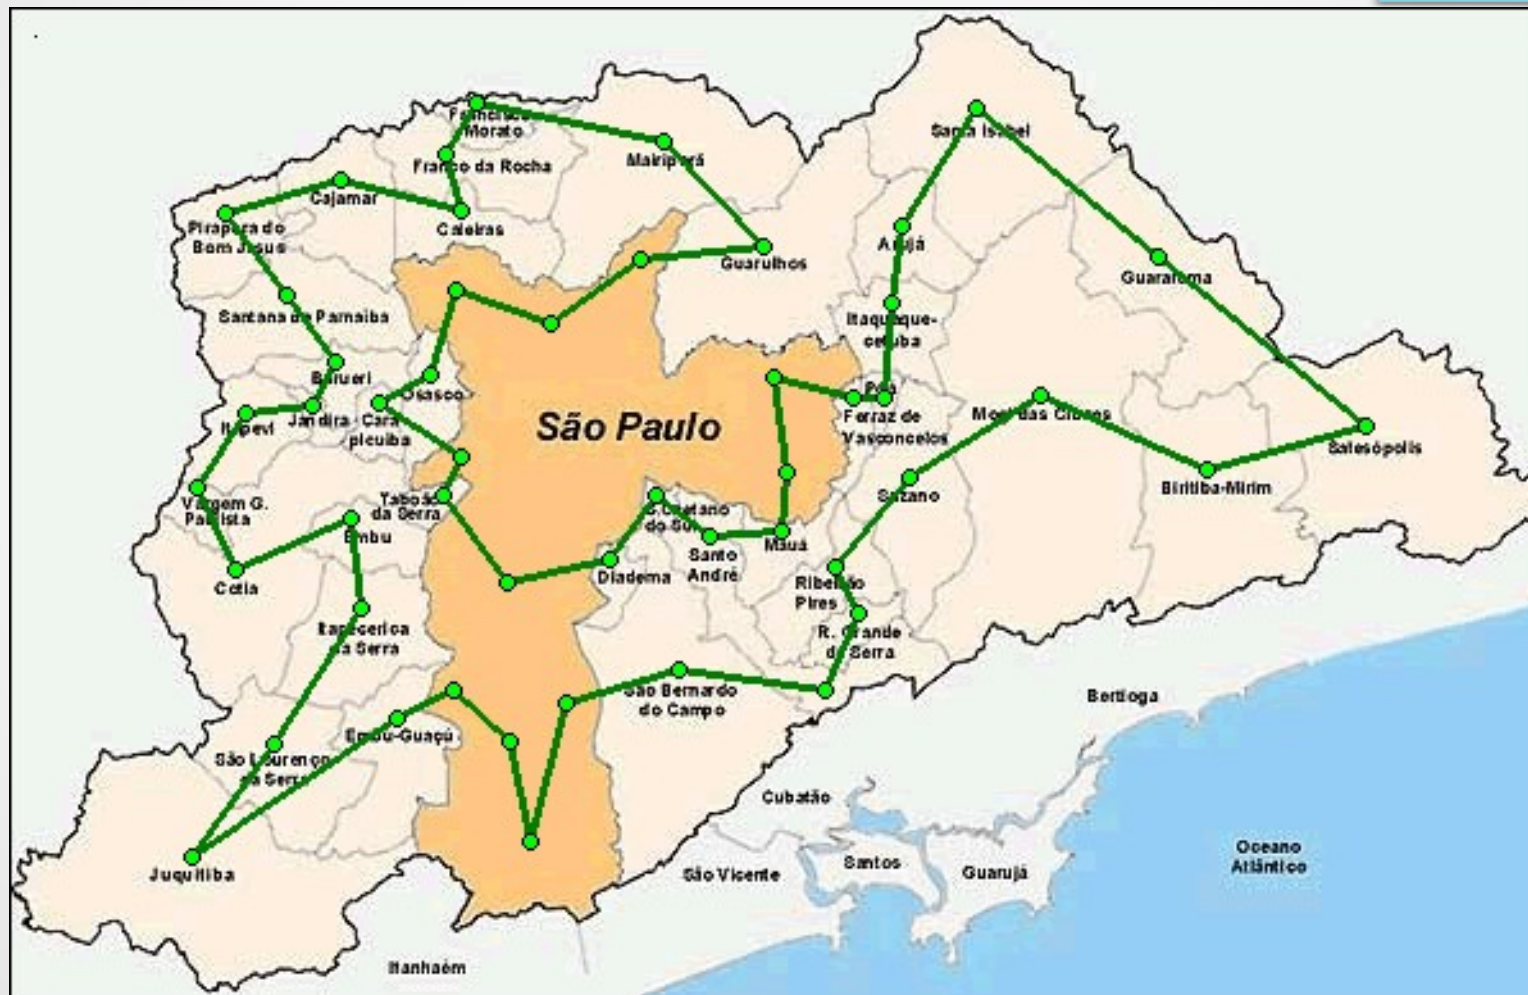 Francisco
Morato
Santa Isabel
Franco da Rocha
Mairiporã
Cajamar
Pirapora do
Bom Jesus
Caieiras
Arujá
Guarulhos
Guararema
Santana de Parnaíba
Itaquaque-
cetuba
Barueri
Osasco
Poá
Itapevi
Jandira
Cara
picuíba
São Paulo
Ferraz de
Vasconcelos
Mogi das Cruzes
Salesópolis
Biritiba-Mirim
Suzano
Vargem G.
Paulista
Taboão
da Serra
S. Caetano
do Sul
Embu
Mauá
Santo
André
Diadema
Cotia
Ribeirão
Pires
Itapecerica
da Serra
R. Grande
da Serra
São Bernardo
do Campo
Bertioga
Embu-Guaçú
São Lourenço
da Serra
Cubatão
Juquitiba
São Vicente
Santos
Guarujá
Oceano
Atlântico
Itanhaém